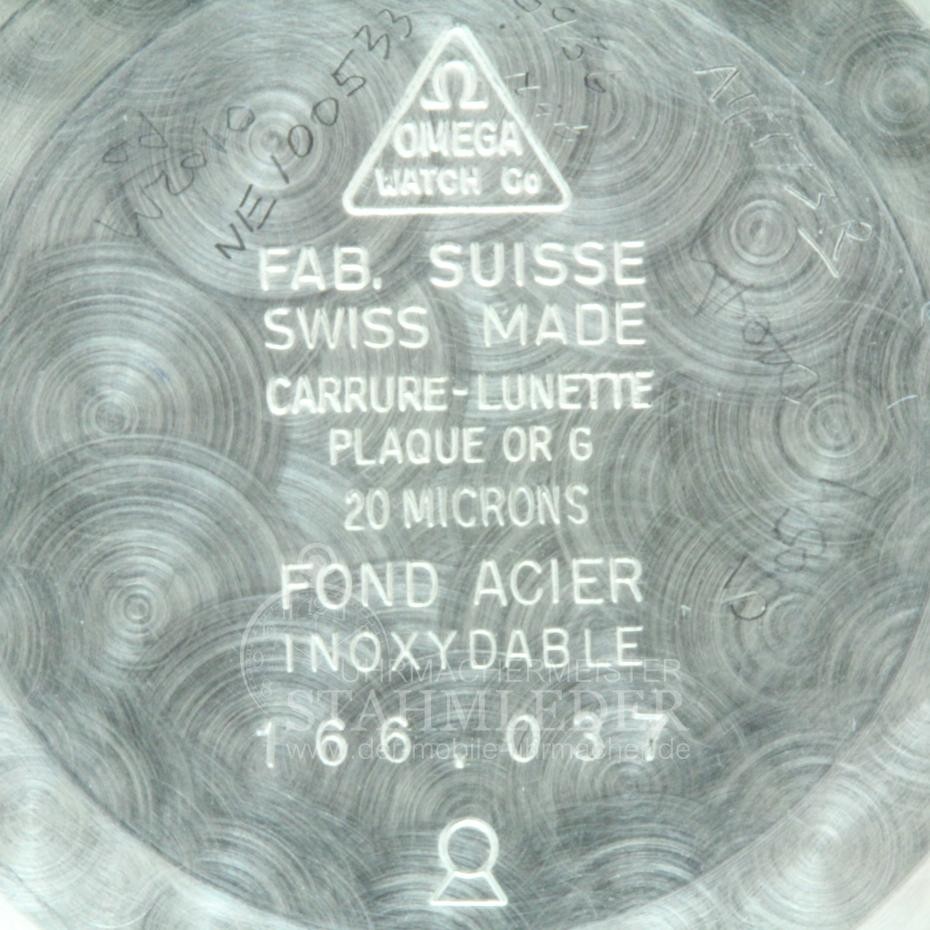 Ω
OMEGA
WATCH Co
FAB. SUISSE
SWISS MADE
CARRURE-LUNETTE
PLAQUE OR G
20 MICRONS
FOND ACIER
INOXYDABLE
166.037
UHRMACHERMEISTER
STAHMLEDER
www.der-mobile-uhrmacher.de
NE100533